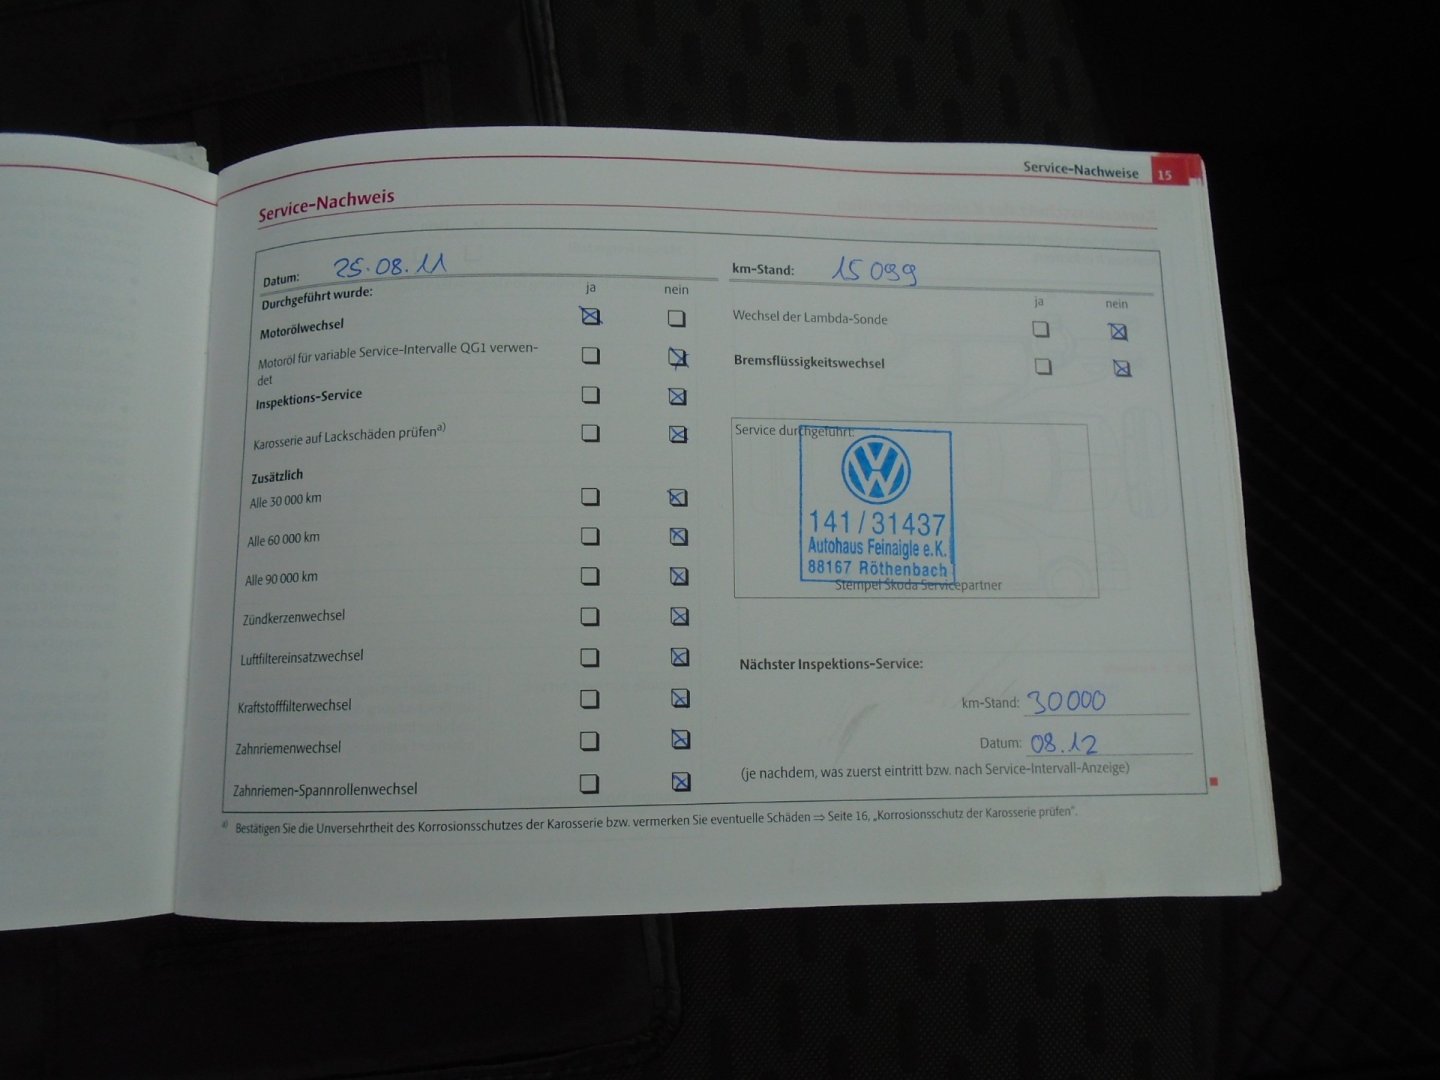 Service-Nachweise 15
Service-Nachweis
Datum: 25.08.11
km-Stand: 15 099
Durchgeführt wurde: ja nein
ja nein
Motorölwechsel
Motoröl für variable Service-Intervalle QG1 verwen-
det
Inspektions-Service
Karosserie auf Lackschäden prüfen a)
Zusätzlich
Alle 30 000 km
Alle 60 000 km
Alle 90 000 km
Zündkerzenwechsel
Luftfiltereinsatzwechsel
Kraftstofffilterwechsel
Zahnriemenwechsel
Zahnriemen-Spannrollenwechsel
Wechsel der Lambda-Sonde
Bremsflüssigkeitswechsel
Service durchgeführt:
VW
141 / 31437
Autohaus Feinaigle e.K.
88167 Röthenbach
Stempel Škoda Servicepartner
Nächster Inspektions-Service:
km-Stand: 30000
Datum: 08.12
(je nachdem, was zuerst eintritt bzw. nach Service-Intervall-Anzeige)
a) Bestätigen Sie die Unversehrtheit des Korrosionsschutzes der Karosserie bzw. vermerken Sie eventuelle Schäden ⇒ Seite 16, „Korrosionsschutz der Karosserie prüfen“.